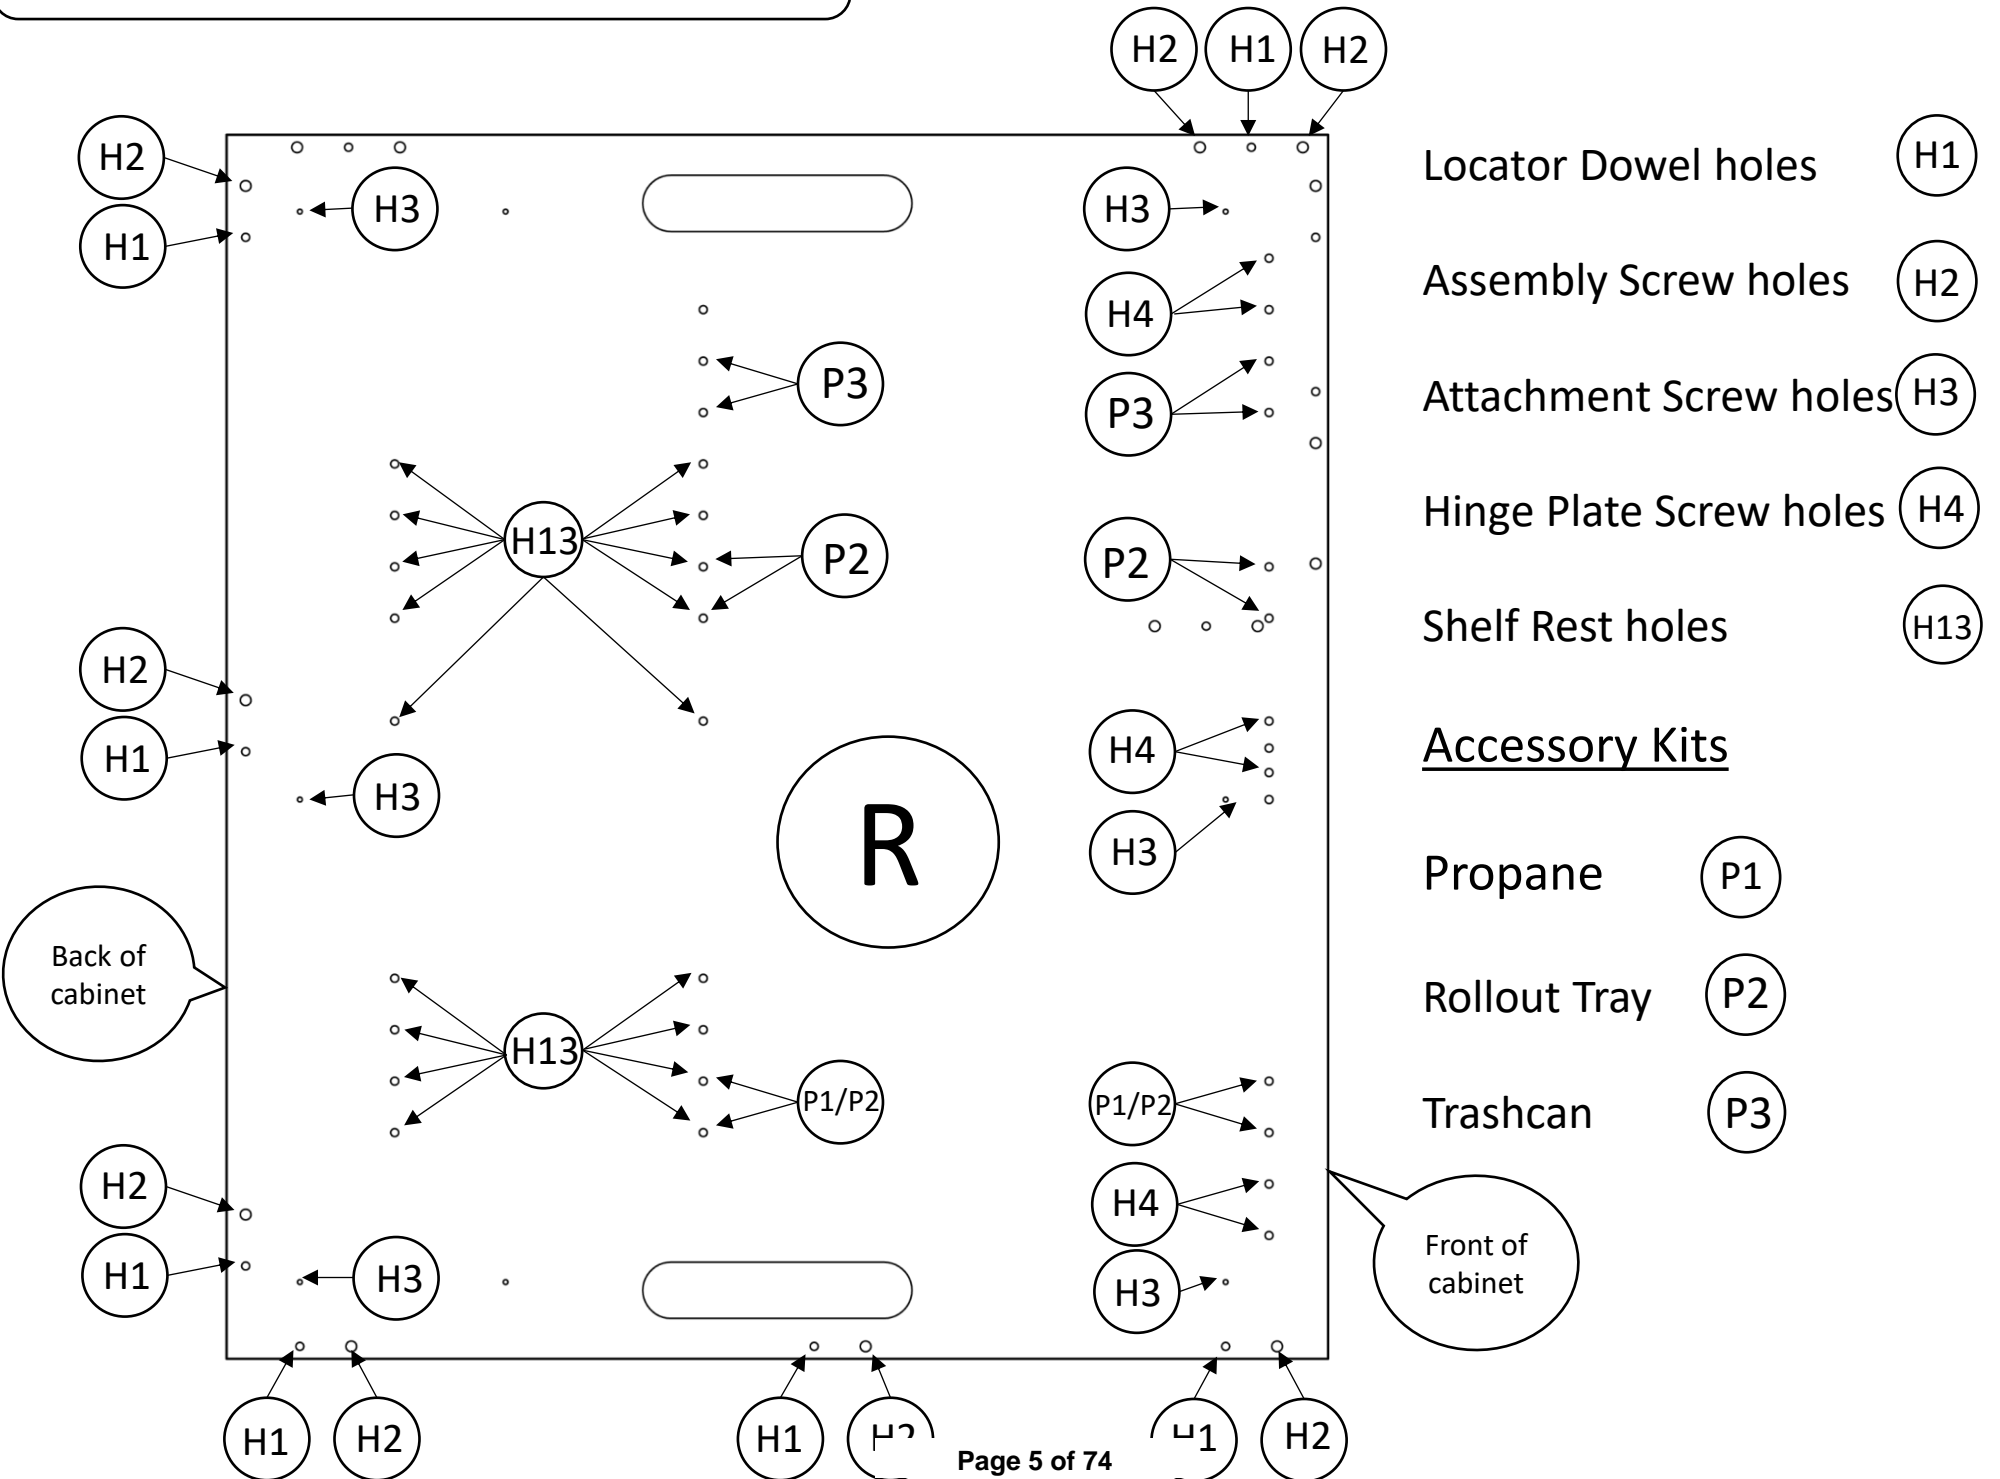 H2 H1 H2
H2
H1
H3
H3
H4
P3
P3
H13
P2
P2
H2
H1
H4
H3
R
H3
Back of
cabinet
H13
P1/P2
P1/P2
H2
H4
H1
H3
H3
H1 H2 H1 H2 H1 H2
Locator Dowel holes H1
Assembly Screw holes H2
Attachment Screw holes H3
Hinge Plate Screw holes H4
Shelf Rest holes H13
Accessory Kits
Propane P1
Rollout Tray P2
Trashcan P3
Front of
cabinet
Page 5 of 74